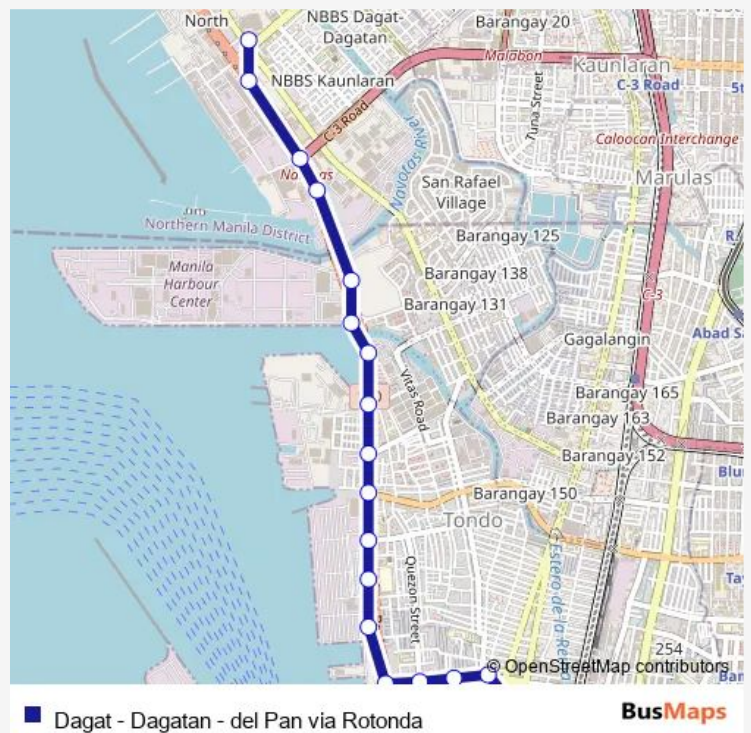 North
NBBS Dagat-
Dagatan
Barangay 20
Malabon
Kaunlaran
C-3 Road
NBBS Kaunlaran
C-3 Road
Tuna Street
Caloocan Interchange
Navotas River
Marulas
San Rafael
Village
Northern Manila District
Barangay 125
Manila
Harbour
Center
Barangay 138
C-3
Barangay 131
Gagalangin
Abad Sa
Vitas Road
Barangay 165
Barangay 163
Barangay 152
Blu
Barangay 150
Tondo
Quezon Street
Estero de la Re
Ta
254
© OpenStreetMap contributors
Dagat - Dagatan - del Pan via Rotonda
BusMaps